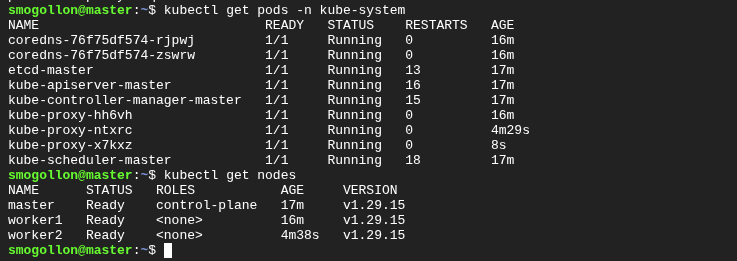 smogollon@master:~$ kubectl get pods -n kube-system
NAME                             READY   STATUS    RESTARTS   AGE
coredns-76f75df574-rjpwj         1/1     Running   0          16m
coredns-76f75df574-zswrw         1/1     Running   0          16m
etcd-master                      1/1     Running   13         17m
kube-apiserver-master            1/1     Running   16         17m
kube-controller-manager-master   1/1     Running   15         17m
kube-proxy-hh6vh                 1/1     Running   0          16m
kube-proxy-ntxrc                 1/1     Running   0          4m29s
kube-proxy-x7kxz                 1/1     Running   0          8s
kube-scheduler-master            1/1     Running   18         17m
smogollon@master:~$ kubectl get nodes
NAME      STATUS   ROLES           AGE     VERSION
master    Ready    control-plane   17m     v1.29.15
worker1   Ready    <none>          16m     v1.29.15
worker2   Ready    <none>          4m38s   v1.29.15
smogollon@master:~$